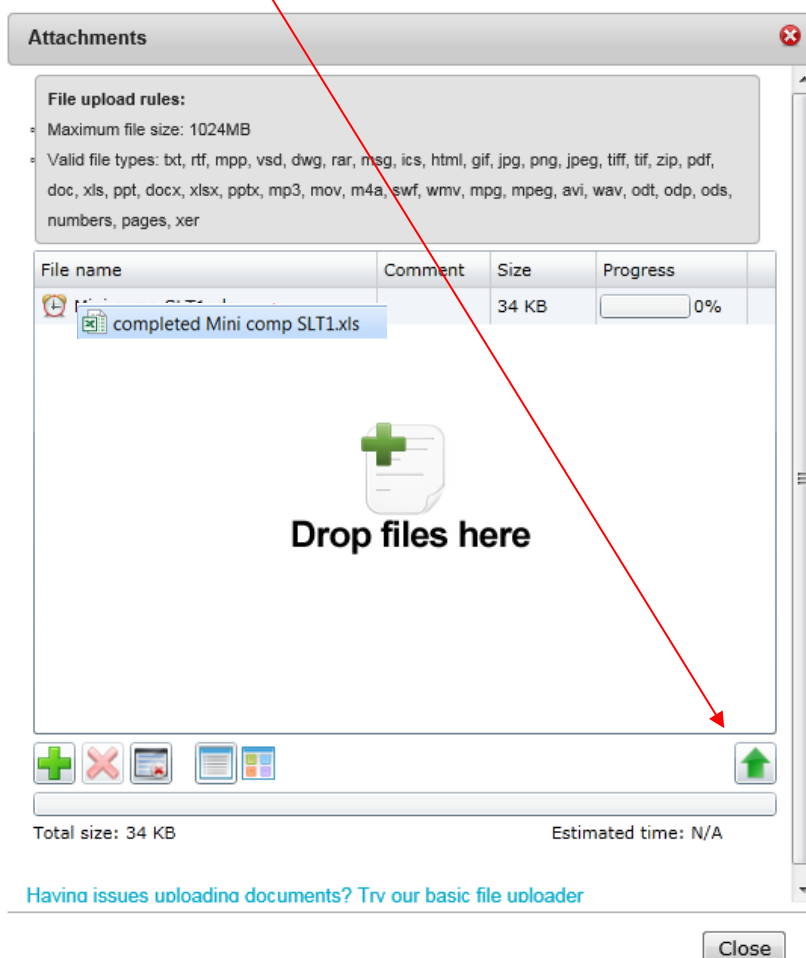 Attachments
File upload rules:
Maximum file size: 1024MB
Valid file types: txt, rtf, mpp, vsd, dwg, rar, msg, ics, html, gif, jpg, png, jpeg, tiff, tif, zip, pdf,
doc, xls, ppt, docx, xlsx, pptx, mp3, mov, m4a, swf, wmv, mpg, mpeg, avi, wav, odt, odp, ods,
numbers, pages, xer
File name Comment Size Progress
34 KB 0%
completed Mini comp SLT1.xls
Drop files here
Total size: 34 KB Estimated time: N/A
Having issues uploading documents? Try our basic file uploader
Close